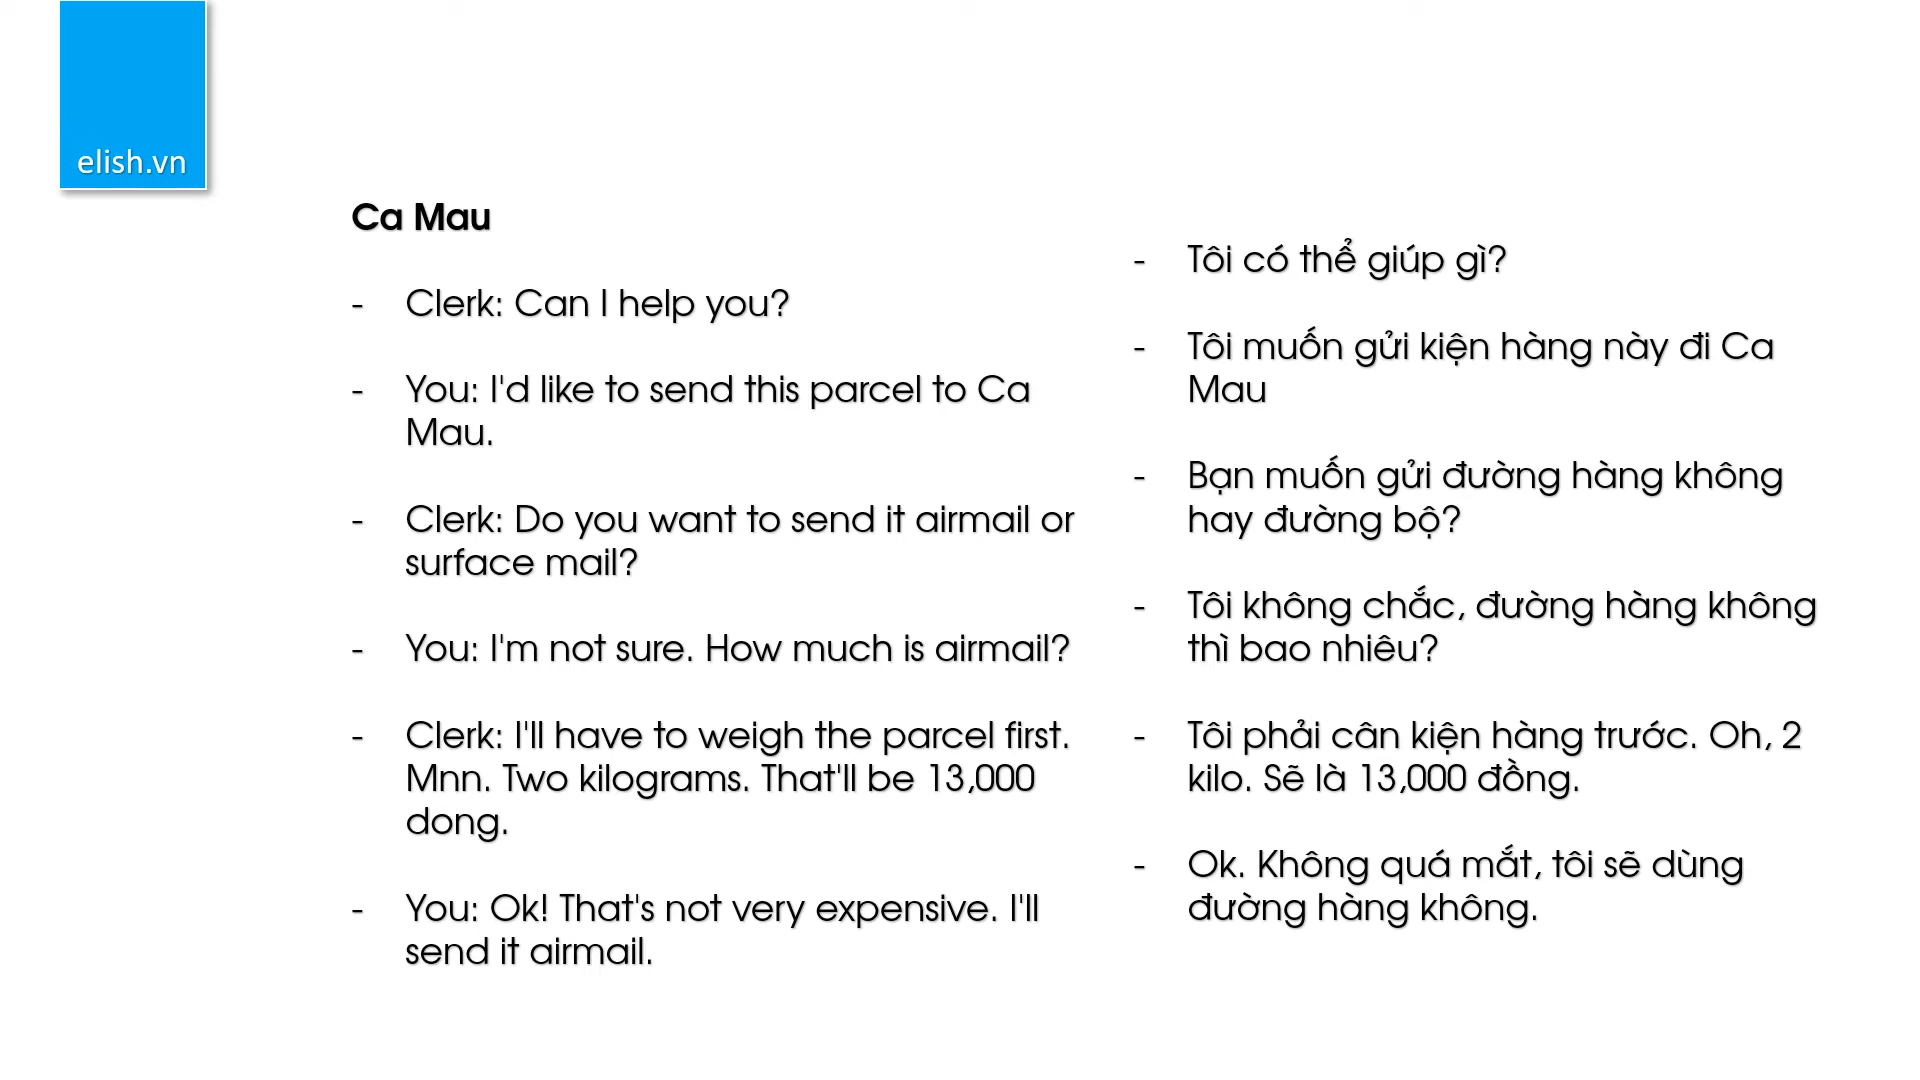 elish.vn
Ca Mau
- Clerk: Can I help you?
- You: I'd like to send this parcel to Ca
Mau.
- Clerk: Do you want to send it airmail or
surface mail?
- You: I'm not sure. How much is airmail?
- Clerk: I'll have to weigh the parcel first.
Mnn. Two kilograms. That'll be 13,000
dong.
- You: Ok! That's not very expensive. I'll
send it airmail.
- Tôi có thể giúp gì?
- Tôi muốn gửi kiện hàng này đi Ca
Mau
- Bạn muốn gửi đường hàng không
hay đường bộ?
- Tôi không chắc, đường hàng không
thì bao nhiêu?
- Tôi phải cân kiện hàng trước. Oh, 2
kilo. Sẽ là 13,000 đồng.
- Ok. Không quá mắt, tôi sẽ dùng
đường hàng không.